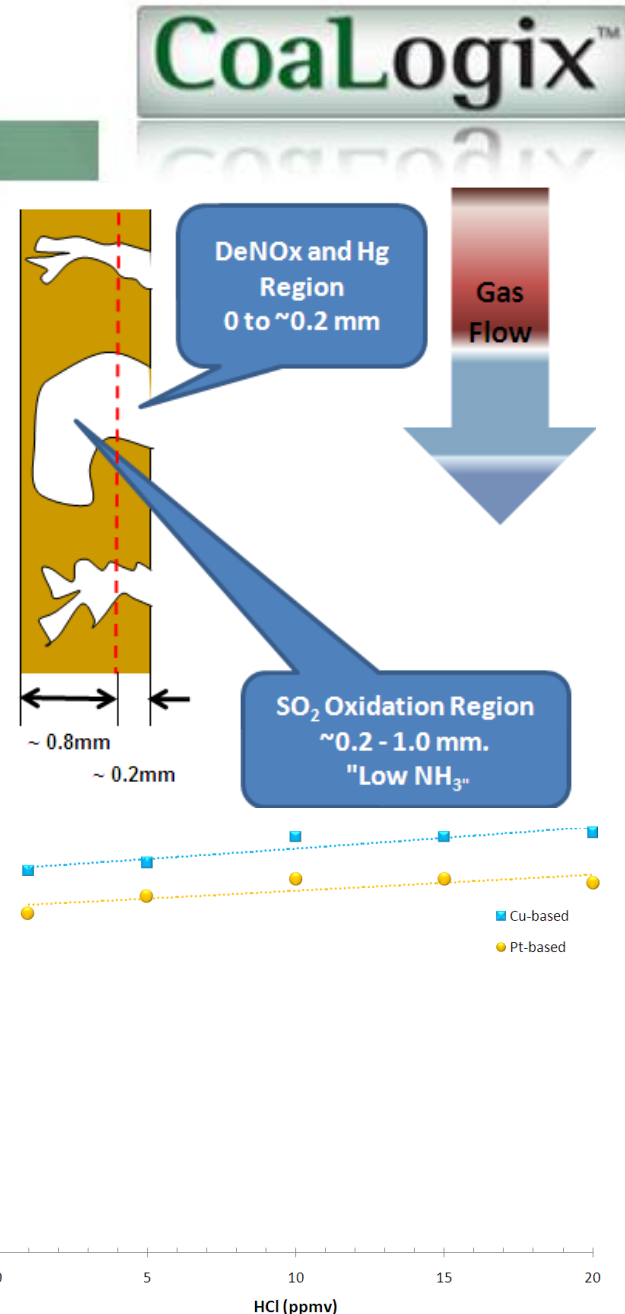 CoaLogix™
DeNOx and Hg
Region
0 to ~0.2 mm
Gas
Flow
SO₂ Oxidation Region
~0.2 - 1.0 mm.
"Low NH₃"
~ 0.8mm
~ 0.2mm
Cu-based
Pt-based
5 10 15 20
HCl (ppmv)